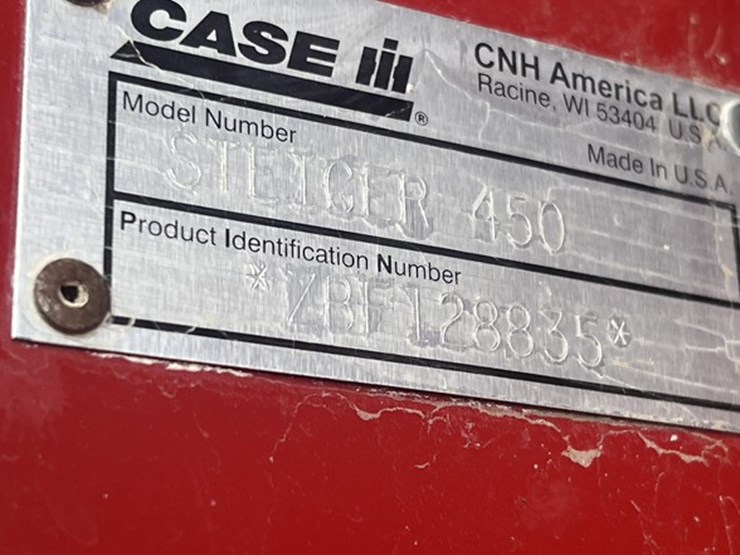 CASE IH®
CNH America LLC
Racine, WI 53404 U.S.A.
Made In U.S.A.
Model Number
STEIGER 450
Product Identification Number
*ZBF128835*